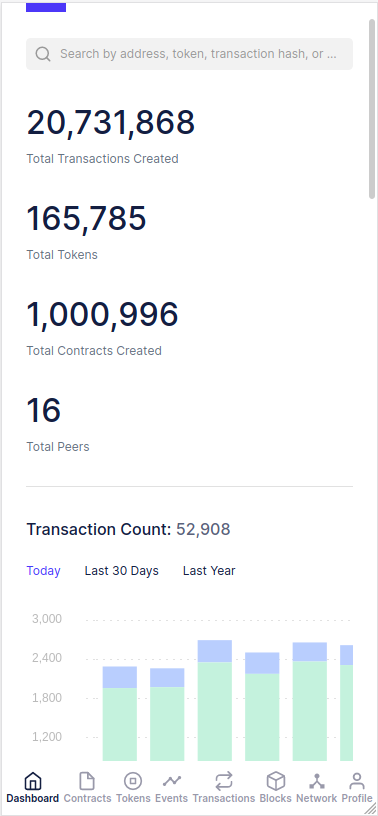 Search by address, token, transaction hash, or ...
20,731,868
Total Transactions Created
165,785
Total Tokens
1,000,996
Total Contracts Created
16
Total Peers
Transaction Count: 52,908
Today Last 30 Days Last Year
3,000
2,400
1,800
1,200
Dashboard Contracts Tokens Events Transactions Blocks Network Profile